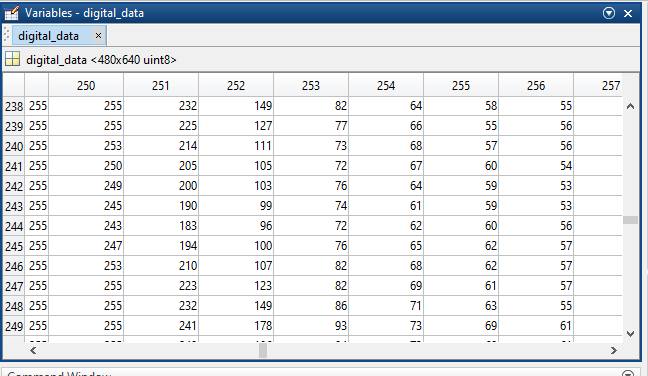 Variables - digital_data
digital_data ×
digital_data <480x640 uint8>
250 251 252 253 254 255 256 257
238 255 255 232 149 82 64 58 55
239 255 255 225 127 77 66 55 56
240 255 253 214 111 73 68 57 56
241 255 250 205 105 72 67 60 54
242 255 249 200 103 76 64 59 53
243 255 245 190 99 74 61 59 53
244 255 243 183 96 72 62 60 56
245 255 247 194 100 76 65 62 57
246 255 253 210 107 82 68 62 57
247 255 255 223 123 82 69 61 57
248 255 255 232 149 86 71 63 55
249 255 255 241 178 93 73 69 61